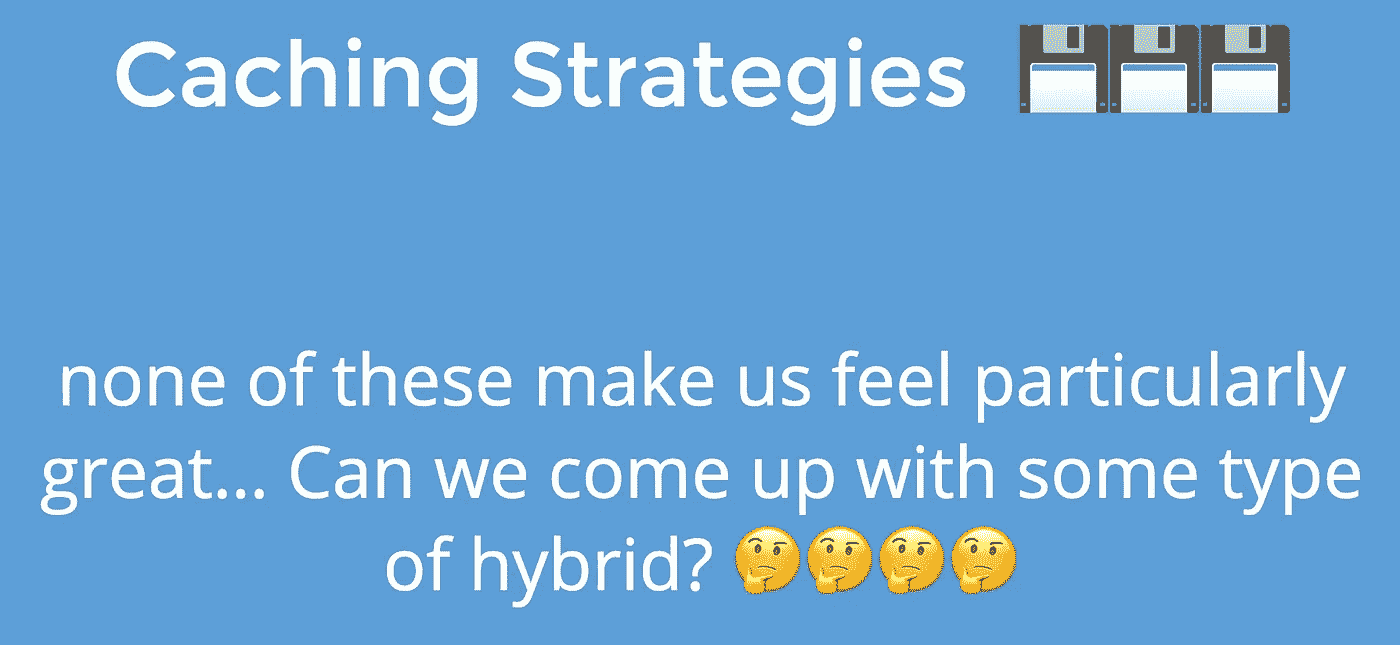 Caching Strategies 💾💾💾
none of these make us feel particularly
great... Can we come up with some type
of hybrid? 🤔🤔🤔🤔